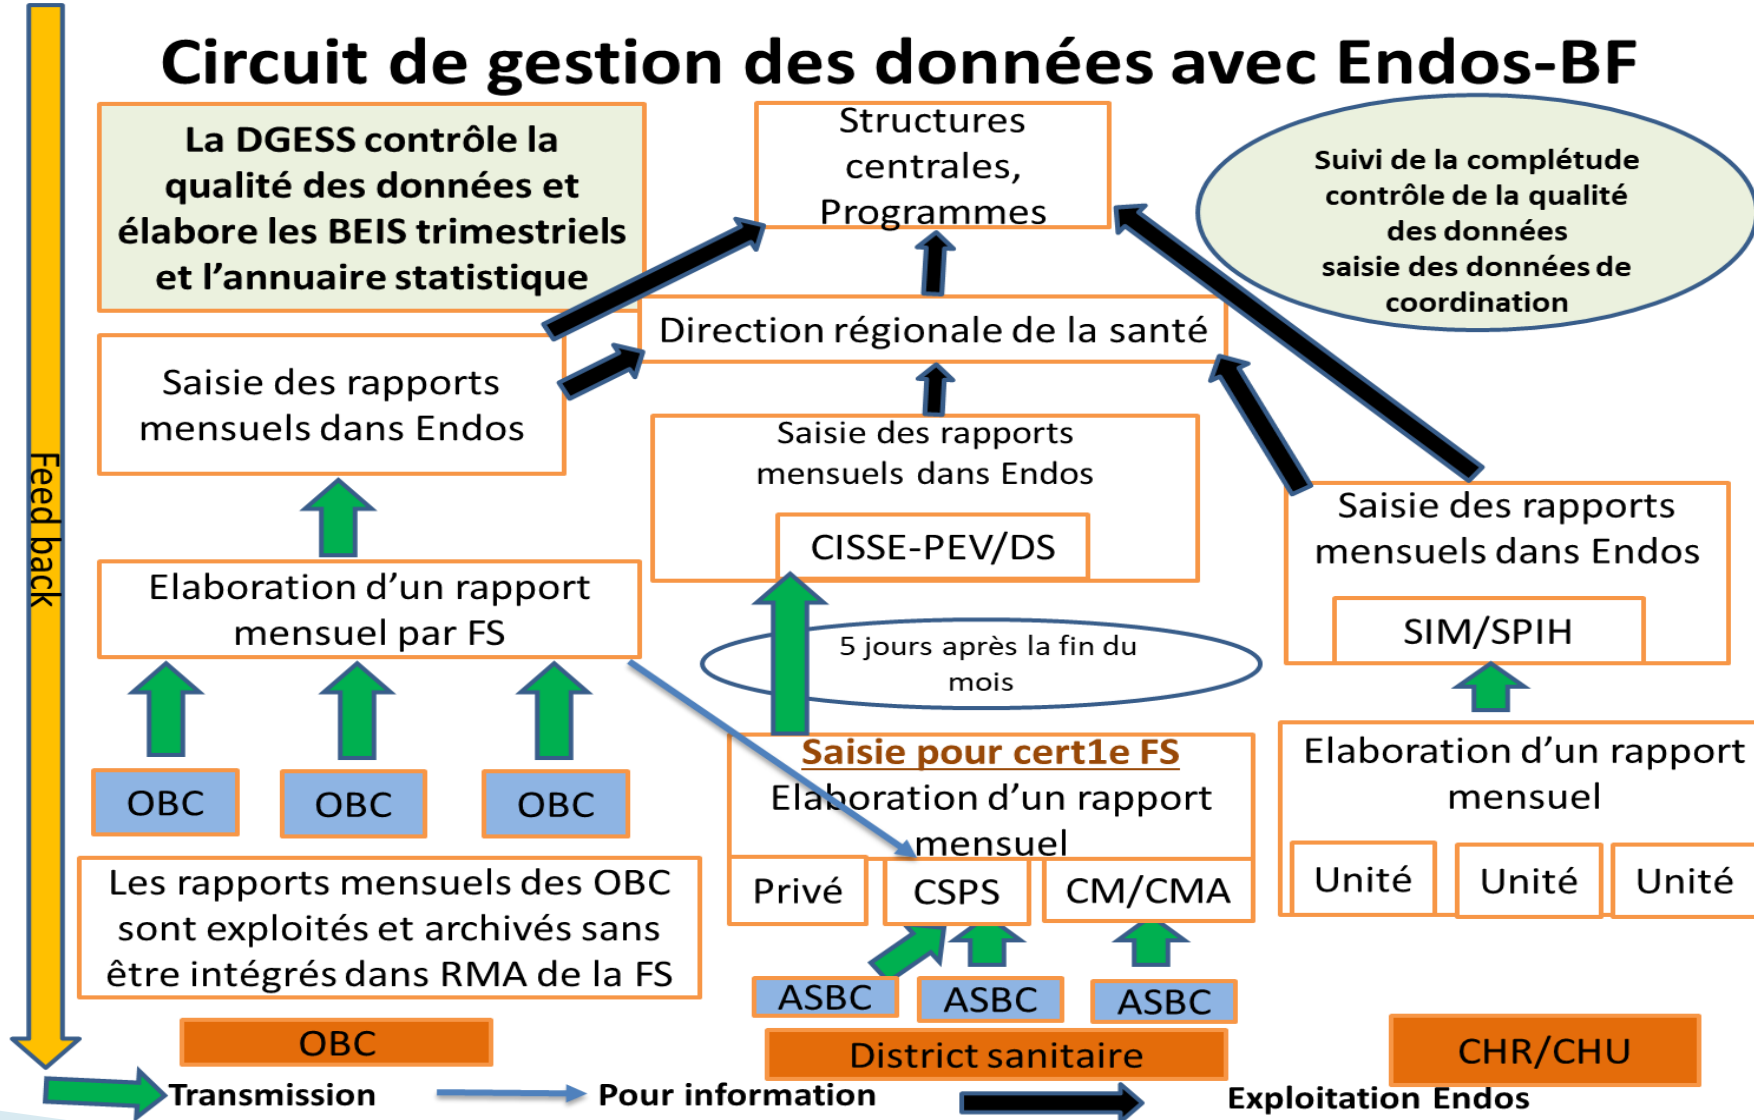 Circuit de gestion des données avec Endos-BF
La DGESS contrôle la
qualité des données et
élabore les BEIS trimestriels
et l’annuaire statistique
Structures
centrales,
Programmes
Suivi de la complétude
contrôle de la qualité
des données
saisie des données de
coordination
Direction régionale de la santé
Saisie des rapports
mensuels dans Endos
Saisie des rapports
mensuels dans Endos
CISSE-PEV/DS
Saisie des rapports
mensuels dans Endos
SIM/SPIH
Feed back
Elaboration d’un rapport
mensuel par FS
5 jours après la fin du
mois
OBC
OBC
OBC
Saisie pour cert1e FS
Elaboration d’un rapport
mensuel
Privé
CSPS
CM/CMA
Elaboration d’un rapport
mensuel
Unité
Unité
Unité
Les rapports mensuels des OBC
sont exploités et archivés sans
être intégrés dans RMA de la FS
ASBC
ASBC
ASBC
OBC
District sanitaire
CHR/CHU
Transmission
Pour information
Exploitation Endos